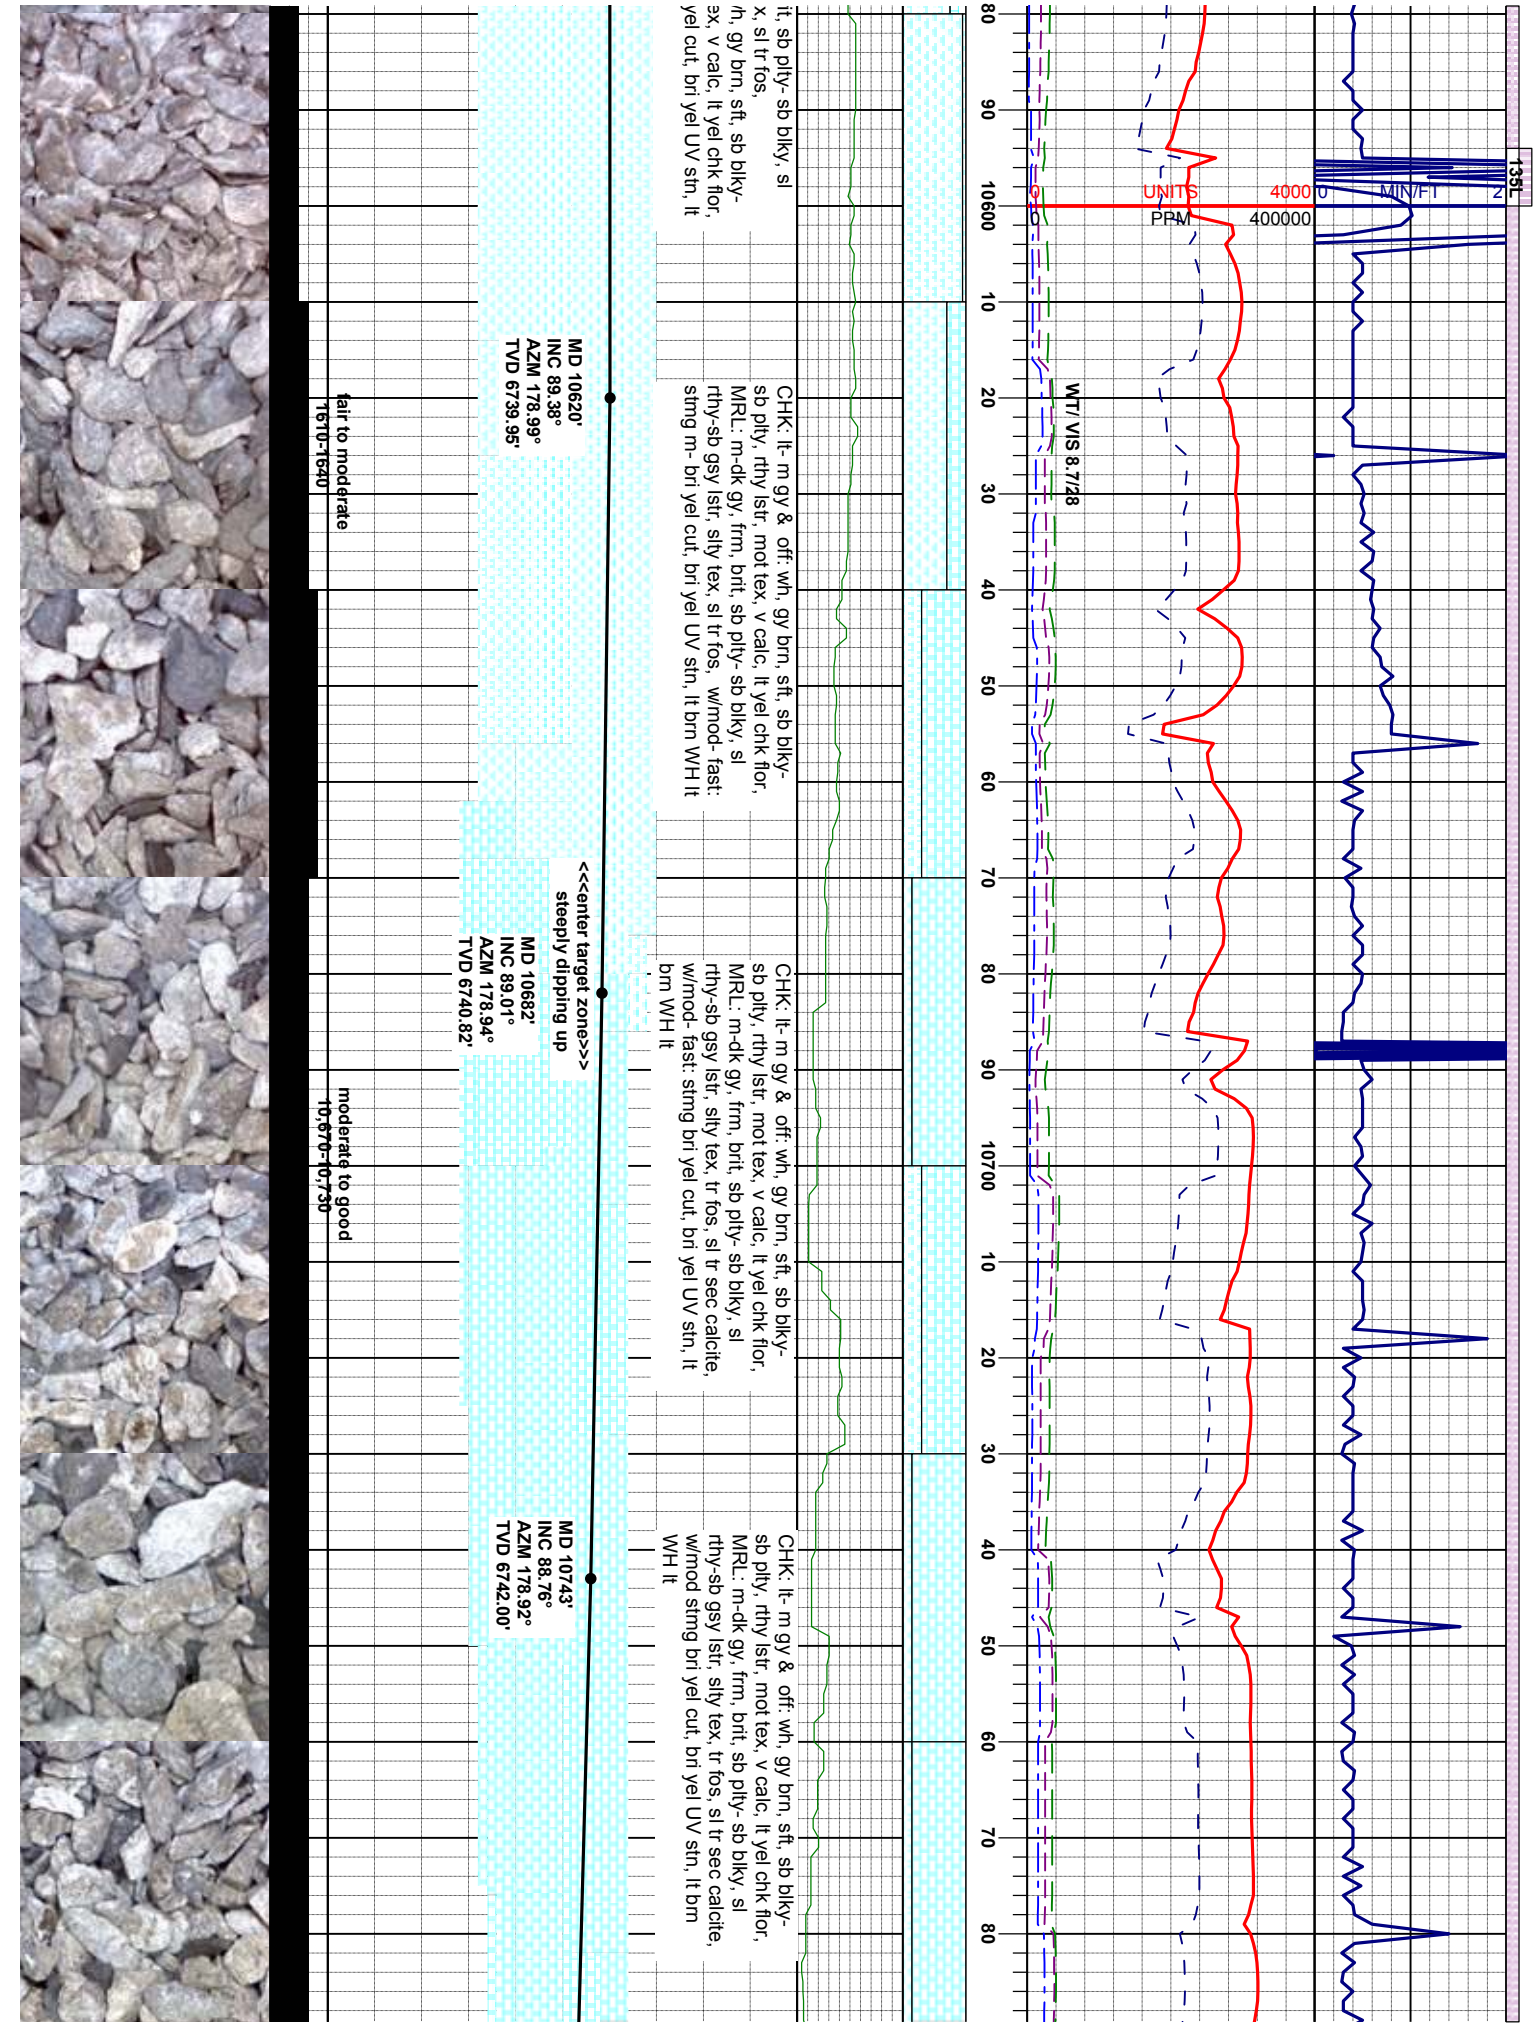 it, sb plty- sb blky, sl
x, sl tr fos,
h, gy brn, sft, sb blky-
ex, v calc, lt yel chk flor,
yel cut, bri yel UV stn, lt
80
90
10600
10
20
30
40
50
60
70
80
90
10700
10
20
30
40
50
60
70
80
135L
0 UNITS 4000
0 PPM 400000
0 MIN/FT 2
WT/ VIS 8.7/28
CHK: lt- m gy & off: wh, gy brn, sft, sb blky-
sb plty, rthy lstr, mot tex, v calc, lt yel chk flor,
MRL: m-dk gy, frm, brit, sb plty- sb blky, sl
rthy-sb gsy lstr, slty tex, sl tr fos, w/mod- fast:
stmg m- bri yel cut, bri yel UV stn, lt brn WH lt
MD 10620'
INC 89.38°
AZM 178.99°
TVD 6739.95'
fair to moderate
1610-1640
<<<enter target zone>>>
steeply dipping up
MD 10682'
INC 89.01°
AZM 178.94°
TVD 6740.82'
CHK: lt- m gy & off: wh, gy brn, sft, sb blky-
sb plty, rthy lstr, mot tex, v calc, lt yel chk flor,
MRL: m-dk gy, frm, brit, sb plty- sb blky, sl
rthy-sb gsy lstr, slty tex, tr fos, sl tr sec calcite,
w/mod- fast: stmg bri yel cut, bri yel UV stn, lt
brn WH lt
moderate to good
10,670-10,730
CHK: lt- m gy & off: wh, gy brn, sft, sb blky-
sb plty, rthy lstr, mot tex, v calc, lt yel chk flor,
MRL: m-dk gy, frm, brit, sb plty- sb blky, sl
rthy-sb gsy lstr, slty tex, tr fos, sl tr sec calcite,
w/mod stmg bri yel cut, bri yel UV stn, lt brn
WH lt
MD 10743'
INC 88.76°
AZM 178.92°
TVD 6742.00'